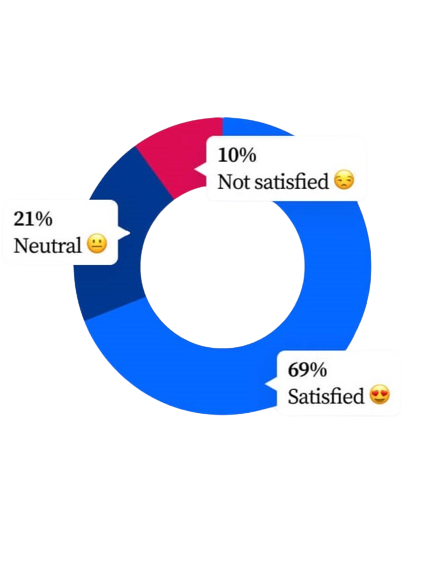 10%
Not satisfied 😒
21%
Neutral 😐
69%
Satisfied 😍